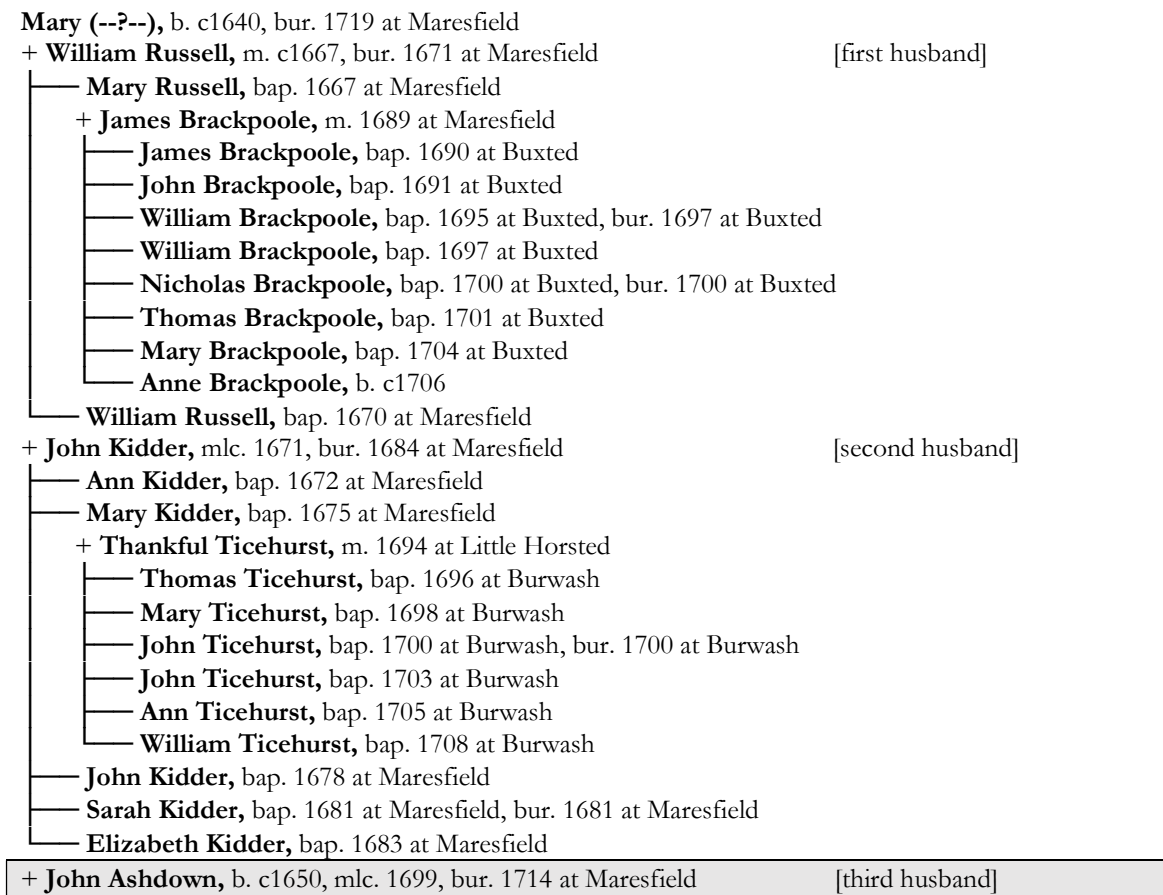 Mary (--?--), b. c1640, bur. 1719 at Maresfield
+ William Russell, m. c1667, bur. 1671 at Maresfield [first husband]
Mary Russell, bap. 1667 at Maresfield
+ James Brackpoole, m. 1689 at Maresfield
James Brackpoole, bap. 1690 at Buxted
John Brackpoole, bap. 1691 at Buxted
William Brackpoole, bap. 1695 at Buxted, bur. 1697 at Buxted
William Brackpoole, bap. 1697 at Buxted
Nicholas Brackpoole, bap. 1700 at Buxted, bur. 1700 at Buxted
Thomas Brackpoole, bap. 1701 at Buxted
Mary Brackpoole, bap. 1704 at Buxted
Anne Brackpoole, b. c1706
William Russell, bap. 1670 at Maresfield
+ John Kidder, mlc. 1671, bur. 1684 at Maresfield [second husband]
Ann Kidder, bap. 1672 at Maresfield
Mary Kidder, bap. 1675 at Maresfield
+ Thankful Ticehurst, m. 1694 at Little Horsted
Thomas Ticehurst, bap. 1696 at Burwash
Mary Ticehurst, bap. 1698 at Burwash
John Ticehurst, bap. 1700 at Burwash, bur. 1700 at Burwash
John Ticehurst, bap. 1703 at Burwash
Ann Ticehurst, bap. 1705 at Burwash
William Ticehurst, bap. 1708 at Burwash
John Kidder, bap. 1678 at Maresfield
Sarah Kidder, bap. 1681 at Maresfield, bur. 1681 at Maresfield
Elizabeth Kidder, bap. 1683 at Maresfield
+ John Ashdown, b. c1650, mlc. 1699, bur. 1714 at Maresfield [third husband]